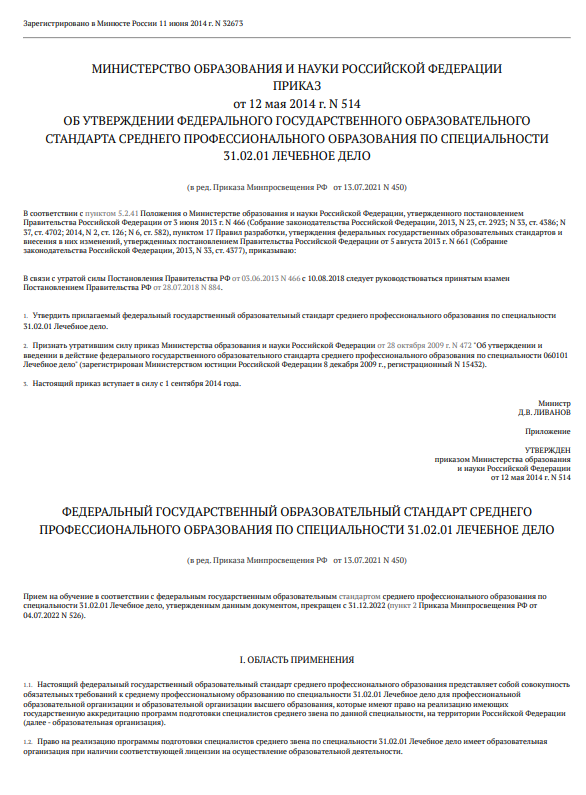 Зарегистрировано в Минюсте России 11 июня 2014 г. N 32673
МИНИСТЕРСТВО ОБРАЗОВАНИЯ И НАУКИ РОССИЙСКОЙ ФЕДЕРАЦИИ
ПРИКАЗ
от 12 мая 2014 г. N 514
ОБ УТВЕРЖДЕНИИ ФЕДЕРАЛЬНОГО ГОСУДАРСТВЕННОГО ОБРАЗОВАТЕЛЬНОГО
СТАНДАРТА СРЕДНЕГО ПРОФЕССИОНАЛЬНОГО ОБРАЗОВАНИЯ ПО СПЕЦИАЛЬНОСТИ
31.02.01 ЛЕЧЕБНОЕ ДЕЛО
(в ред. Приказа Минпросвещения РФ от 13.07.2021 N 450)
В соответствии с пунктом 5.2.41 Положения о Министерстве образования и науки Российской Федерации, утвержденного постановлением
Правительства Российской Федерации от 3 июня 2013 г. N 466 (Собрание законодательства Российской Федерации, 2013, N 23, ст. 2923; N 33, ст. 4386; N
37, ст. 4702; 2014, N 2, ст. 126; N 6, ст. 582), пунктом 17 Правил разработки, утверждения федеральных государственных образовательных стандартов и
внесения в них изменений, утвержденных постановлением Правительства Российской Федерации от 5 августа 2013 г. N 661 (Собрание
законодательства Российской Федерации, 2013, N 33, ст. 4377), приказываю:
В связи с утратой силы Постановления Правительства РФ от 03.06.2013 N 466 с 10.08.2018 следует руководствоваться принятым взамен
Постановлением Правительства РФ от 28.07.2018 N 884.
1. Утвердить прилагаемый федеральный государственный образовательный стандарт среднего профессионального образования по специальности
31.02.01 Лечебное дело.
2. Признать утратившим силу приказ Министерства образования и науки Российской Федерации от 28 октября 2009 г. N 472 "Об утверждении и
введении в действие федерального государственного образовательного стандарта среднего профессионального образования по специальности 060101
Лечебное дело" (зарегистрирован Министерством юстиции Российской Федерации 8 декабря 2009 г., регистрационный N 15432).
3. Настоящий приказ вступает в силу с 1 сентября 2014 года.
Министр
Д.В. ЛИВАНОВ
Приложение
УТВЕРЖДЕН
приказом Министерства образования
и науки Российской Федерации
от 12 мая 2014 г. N 514
ФЕДЕРАЛЬНЫЙ ГОСУДАРСТВЕННЫЙ ОБРАЗОВАТЕЛЬНЫЙ СТАНДАРТ СРЕДНЕГО
ПРОФЕССИОНАЛЬНОГО ОБРАЗОВАНИЯ ПО СПЕЦИАЛЬНОСТИ 31.02.01 ЛЕЧЕБНОЕ ДЕЛО
(в ред. Приказа Минпросвещения РФ от 13.07.2021 N 450)
Прием на обучение в соответствии с федеральным государственным образовательным стандартом среднего профессионального образования по
специальности 31.02.01 Лечебное дело, утвержденным данным документом, прекращен с 31.12.2022 (пункт 2 Приказа Минпросвещения РФ от
04.07.2022 N 526).
I. ОБЛАСТЬ ПРИМЕНЕНИЯ
1.1. Настоящий федеральный государственный образовательный стандарт среднего профессионального образования представляет собой совокупность
обязательных требований к среднему профессиональному образованию по специальности 31.02.01 Лечебное дело для профессиональной
образовательной организации и образовательной организации высшего образования, которые имеют право на реализацию имеющих
государственную аккредитацию программ подготовки специалистов среднего звена по данной специальности, на территории Российской Федерации
(далее - образовательная организация).
1.2. Право на реализацию программы подготовки специалистов среднего звена по специальности 31.02.01 Лечебное дело имеет образовательная
организация при наличии соответствующей лицензии на осуществление образовательной деятельности.